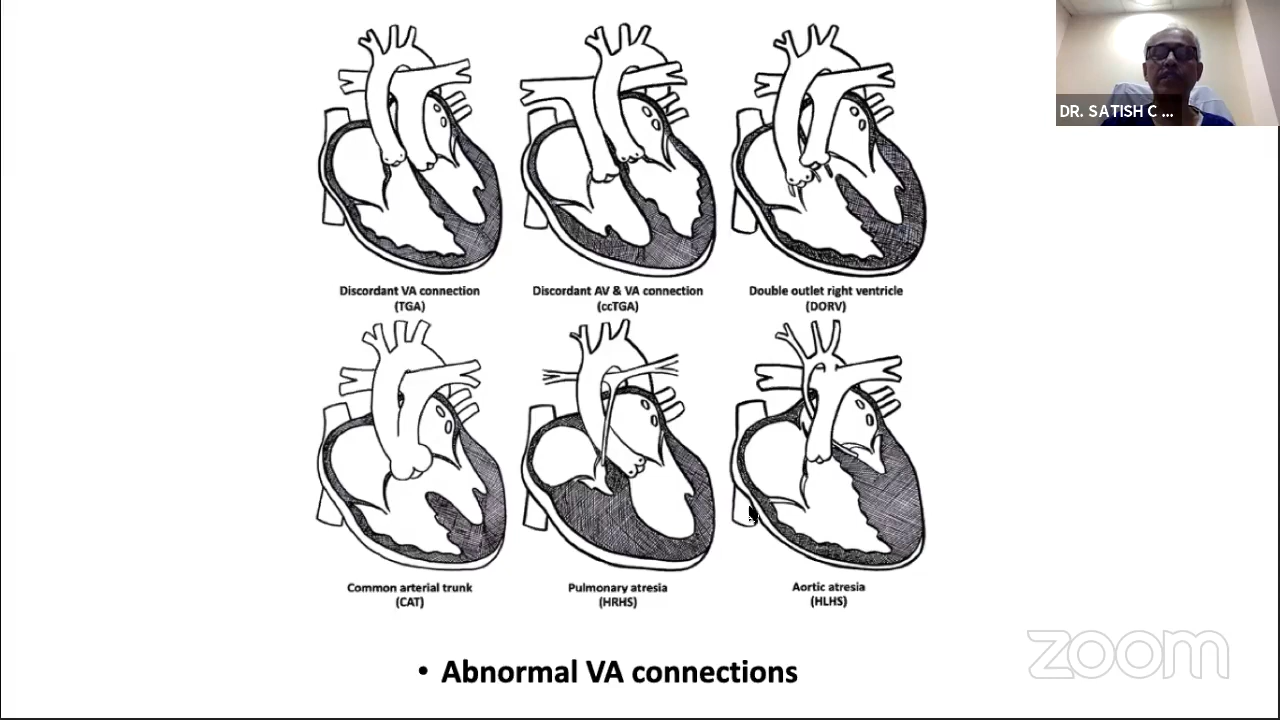 DR. SATISH C ...
Discordant VA connection
(TGA)
Discordant AV & VA connection
(ccTGA)
Double outlet right ventricle
(DORV)
Common arterial trunk
(CAT)
Pulmonary atresia
(HRHS)
Aortic atresia
(HLHS)
• Abnormal VA connections
zoom